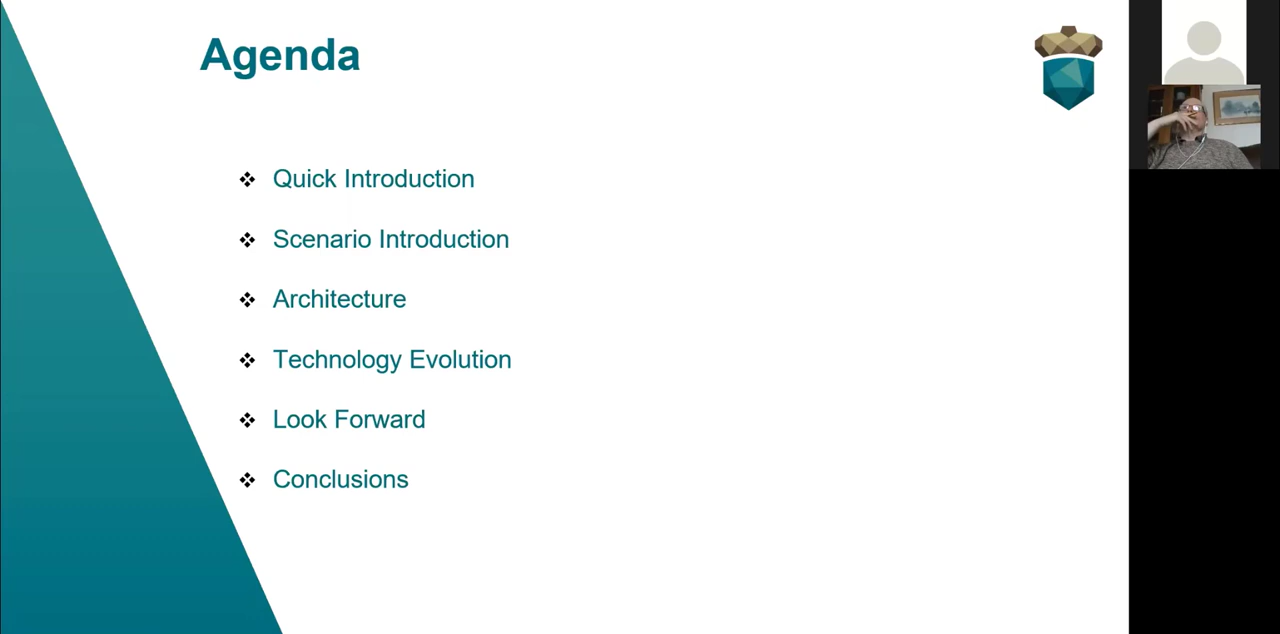 Agenda
Quick Introduction
Scenario Introduction
Architecture
Technology Evolution
Look Forward
Conclusions